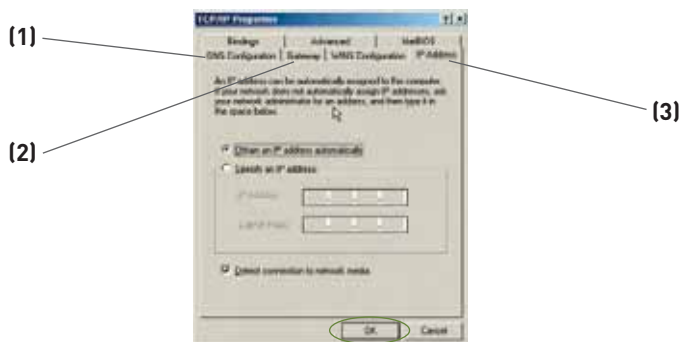 TCP/IP Properties
Bindings Advanced NetBIOS
DNS Configuration Gateway WINS Configuration IP Address
An IP address can be automatically assigned to this computer.
If your network does not automatically assign IP addresses, ask
your network administrator for an address, and then type it in
the space below.
Obtain an IP address automatically
Specify an IP address:
IP Address:
Subnet Mask:
Detect connection to network media
OK Cancel
(1)
(2)
(3)